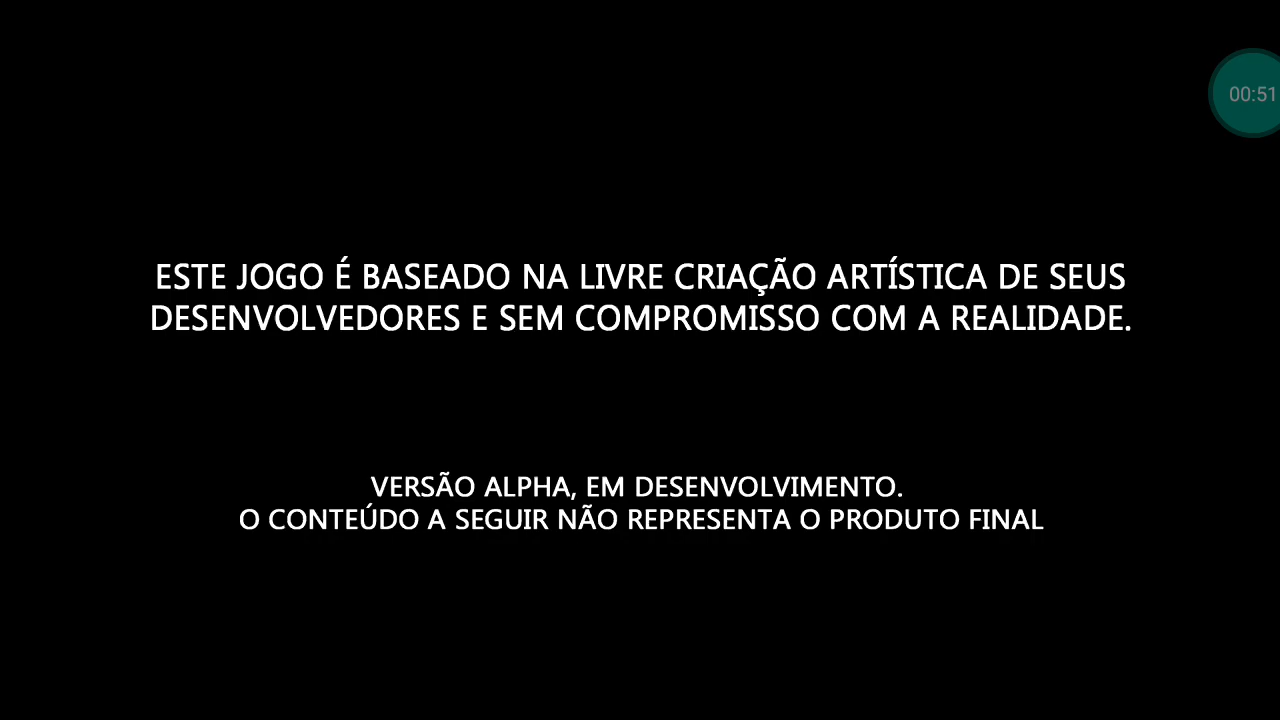 00:51
ESTE JOGO É BASEADO NA LIVRE CRIAÇÃO ARTÍSTICA DE SEUS
DESENVOLVEDORES E SEM COMPROMISSO COM A REALIDADE.
VERSÃO ALPHA, EM DESENVOLVIMENTO.
O CONTEÚDO A SEGUIR NÃO REPRESENTA O PRODUTO FINAL